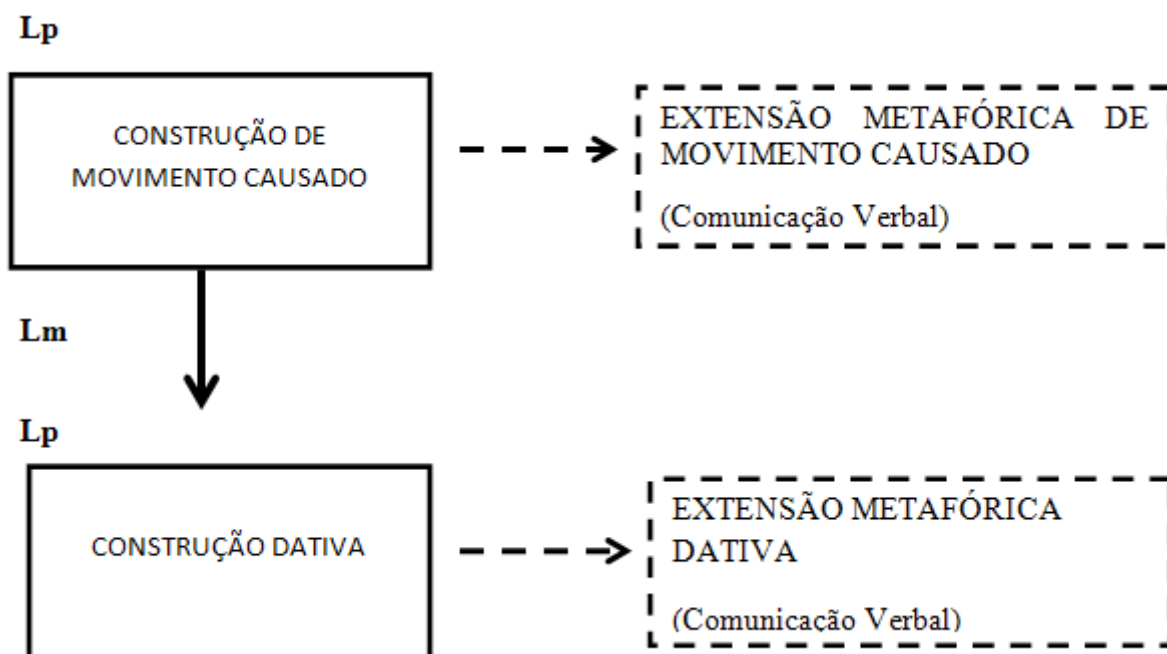 Lp
CONSTRUÇÃO DE
MOVIMENTO CAUSADO
EXTENSÃO METAFÓRICA DE
MOVIMENTO CAUSADO
(Comunicação Verbal)
Lm
Lp
CONSTRUÇÃO DATIVA
EXTENSÃO METAFÓRICA
DATIVA
(Comunicação Verbal)